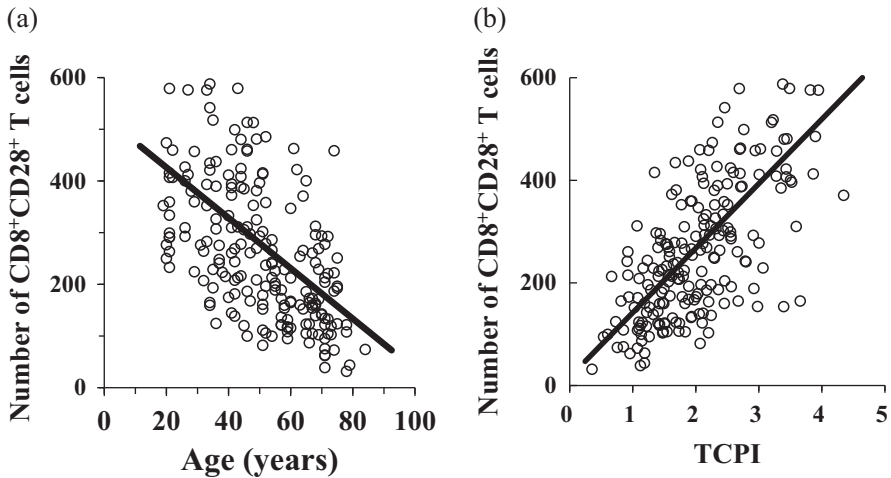 (a)
Number of CD8⁺CD28⁺ T cells
600
400
200
0
0 20 40 60 80 100
Age (years)
(b)
Number of CD8⁺CD28⁺ T cells
600
400
200
0
0 1 2 3 4 5
TCPI